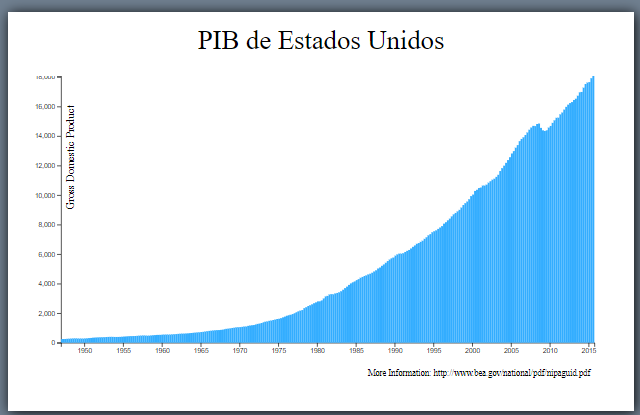 PIB de Estados Unidos
18,000
16,000
14,000
12,000
10,000
8,000
6,000
4,000
2,000
0
Gross Domestic Product
1950 1955 1960 1965 1970 1975 1980 1985 1990 1995 2000 2005 2010 2015
More Information: http://www.bea.gov/national/pdf/nipaguid.pdf